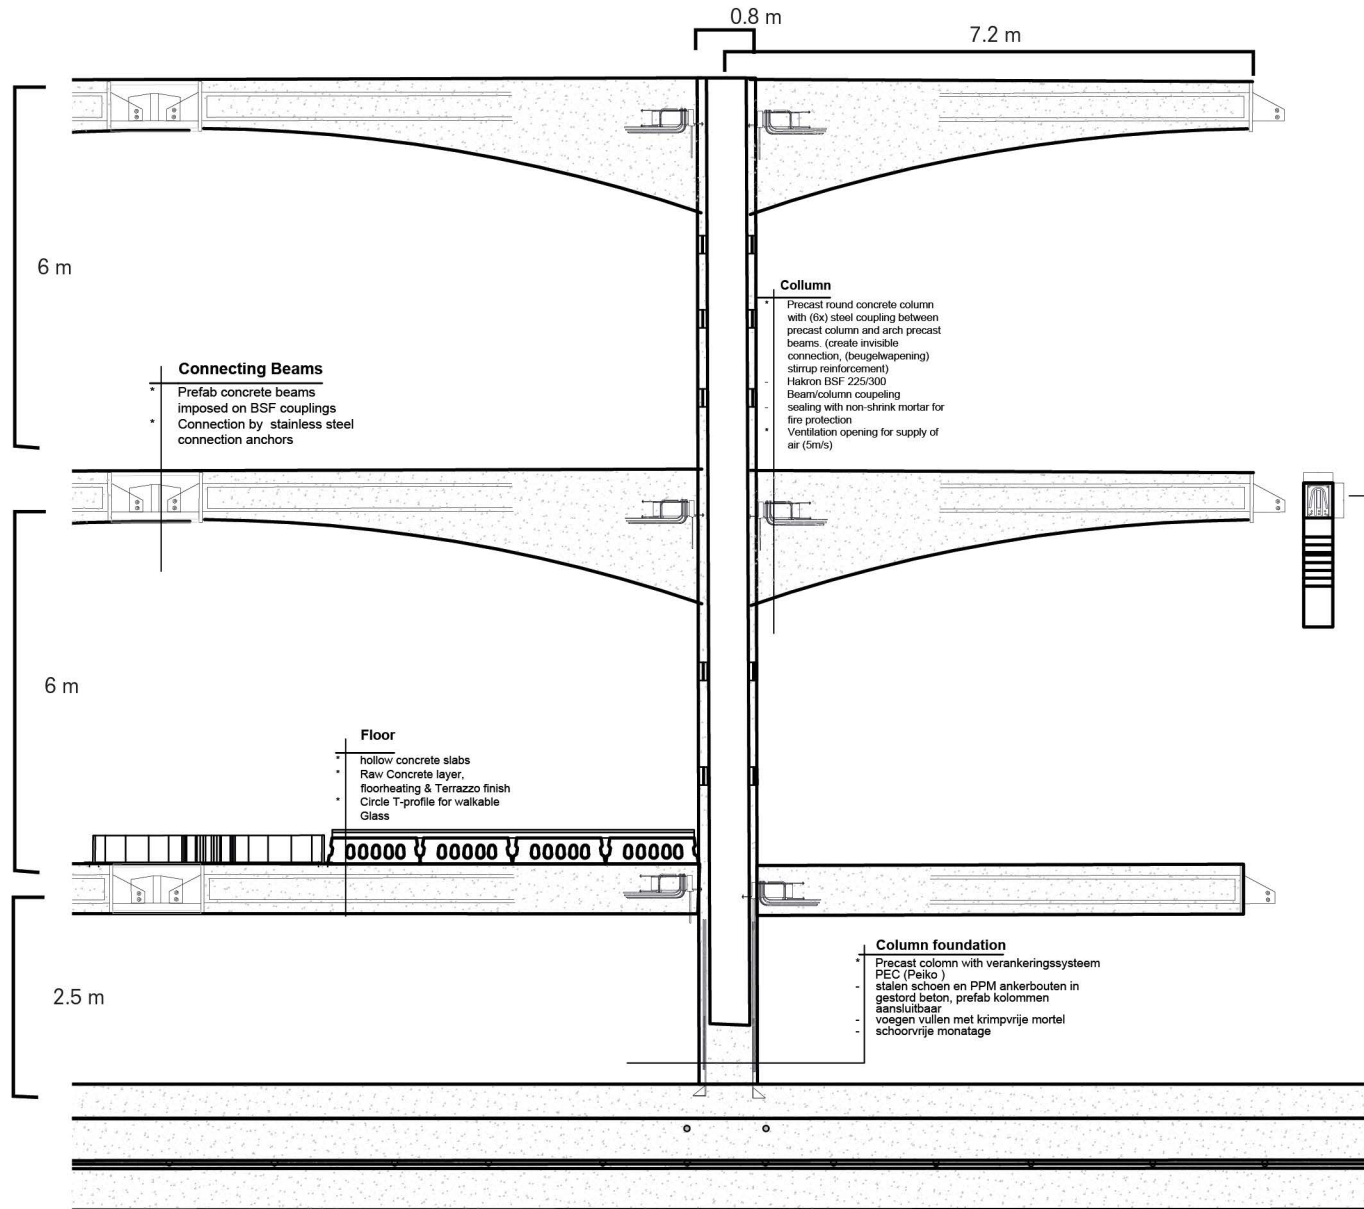 0.8 m
7.2 m
6 m
Collumn
* Precast round concrete column
with (6x) steel coupling between
precast column and arch precast
beams. (create invisible
connection, (beugelwapening)
stirrup reinforcement)
- Hakron BSF 225/300
Beam/column coupeling
- sealing with non-shrink mortar for
fire protection
* Ventilation opening for supply of
air (5m/s)
Connecting Beams
* Prefab concrete beams
imposed on BSF couplings
* Connection by stainless steel
connection anchors
6 m
Floor
* hollow concrete slabs
* Raw Concrete layer,
floorheating & Terrazzo finish
* Circle T-profile for walkable
Glass
2.5 m
Column foundation
* Precast colomn with verankeringssysteem
PEC (Peiko )
- stalen schoen en PPM ankerbouten in
gestord beton, prefab kolommen
aansluitbaar
- voegen vullen met krimpvrije mortel
- schoorvrije monatage